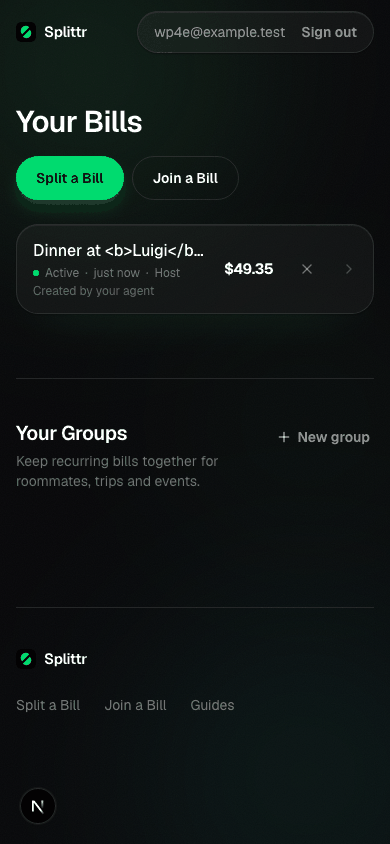 Splittr
wp4e@example.test Sign out
Your Bills
Split a Bill
Join a Bill
Dinner at <b>Luigi</b...
Active · just now · Host
Created by your agent
$49.35
Your Groups
New group
Keep recurring bills together for
roommates, trips and events.
Splittr
Split a Bill Join a Bill Guides
N